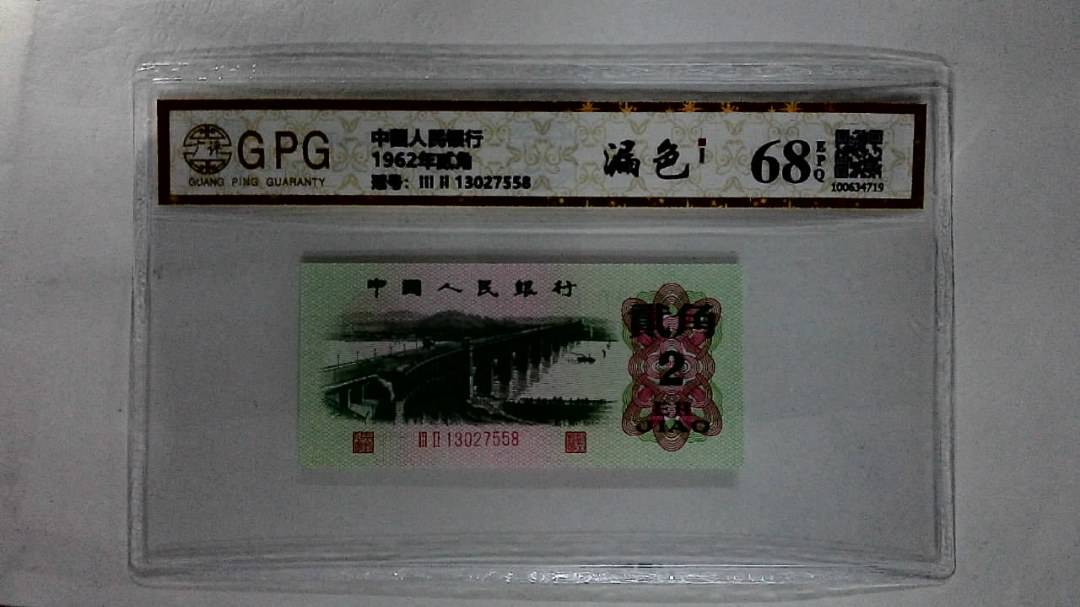 GPG
GUANG PING GUARANTY
中國人民銀行
1962年贰角
冠号: III II 13027558
漏色
68
EPQ
100634719
中國人民銀行
貳角
2
ER
JIAO
III II 13027558